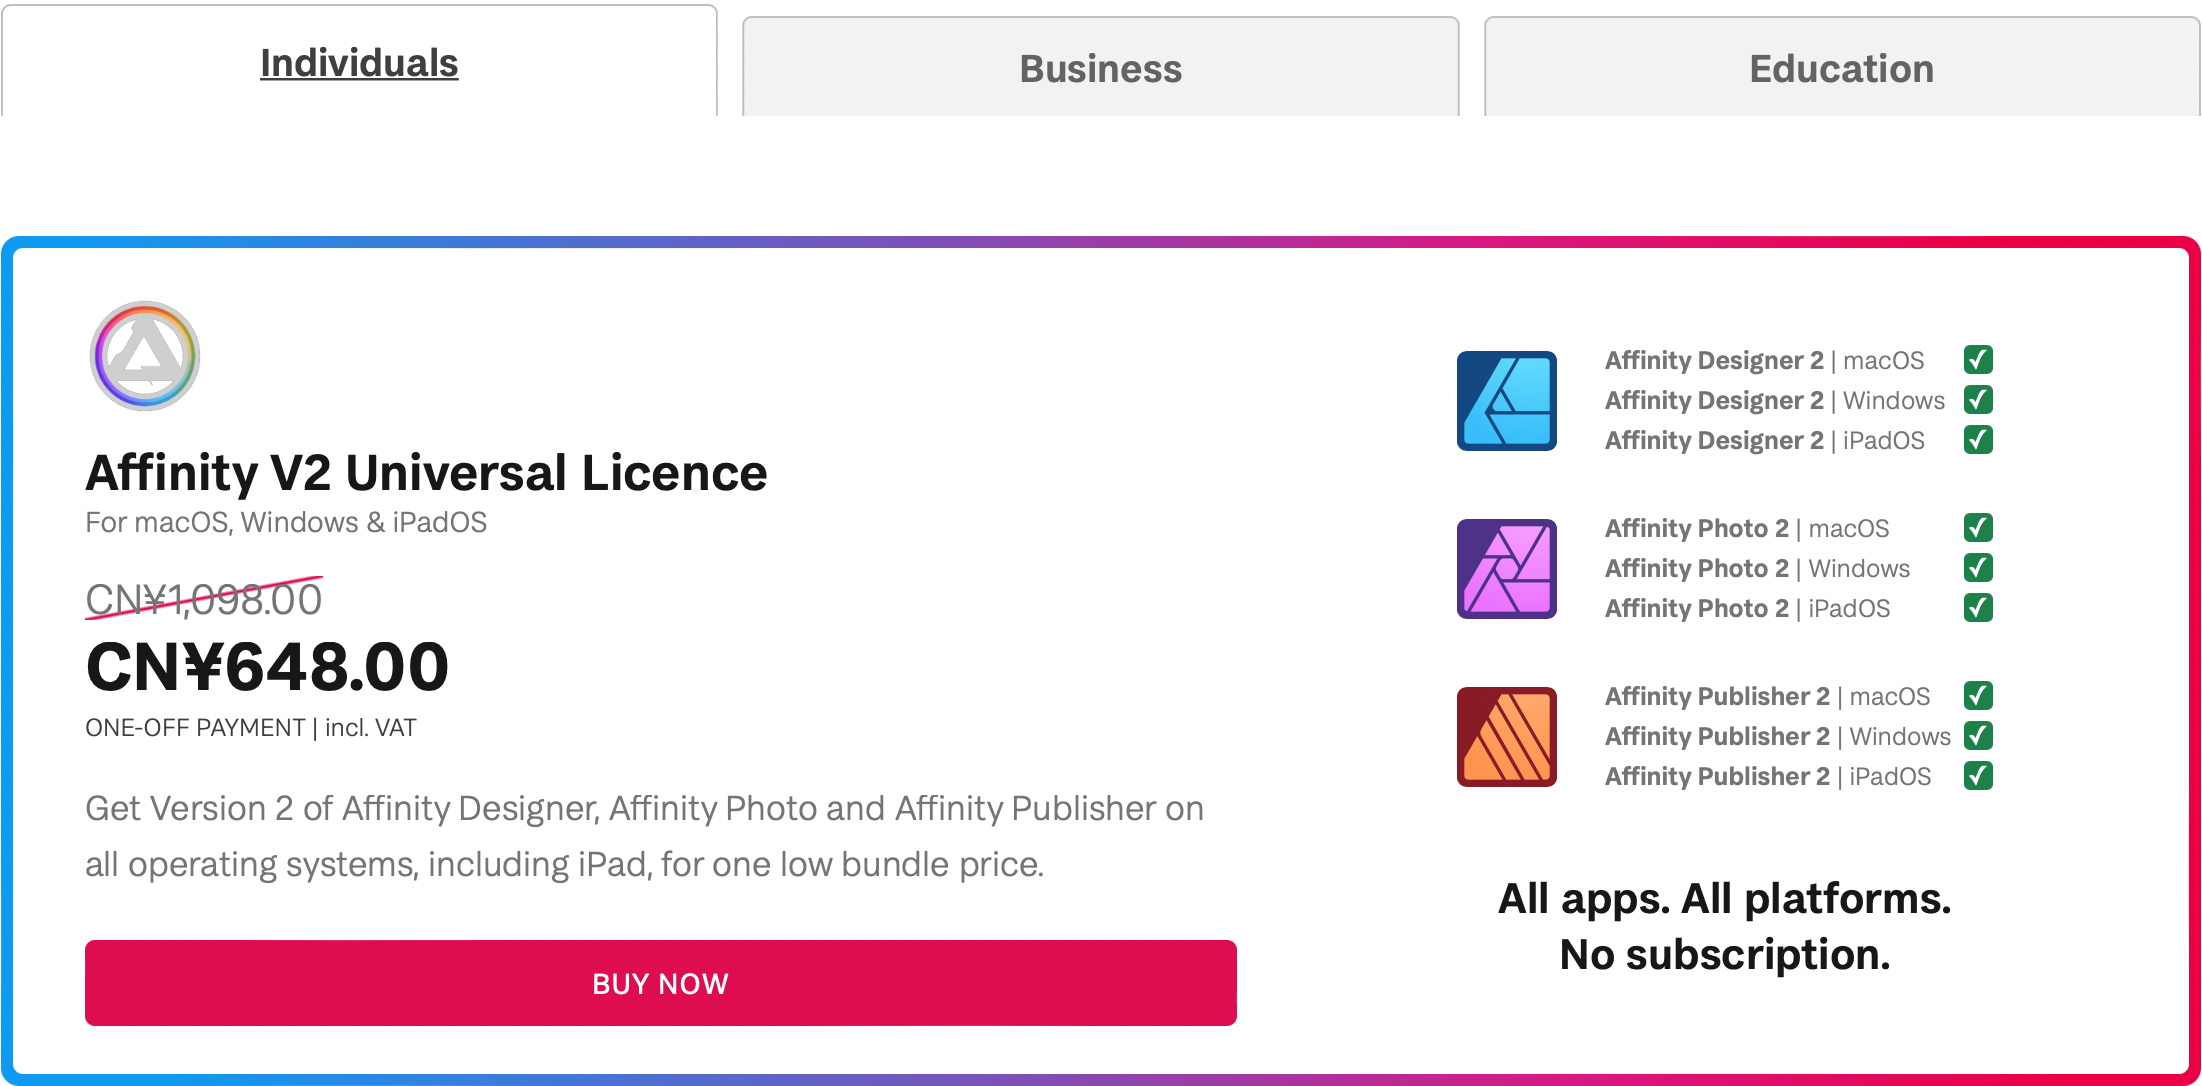 Individuals
Business
Education
Affinity V2 Universal Licence
For macOS, Windows & iPadOS
CN¥1,098.00
CN¥648.00
ONE-OFF PAYMENT | incl. VAT
Get Version 2 of Affinity Designer, Affinity Photo and Affinity Publisher on
all operating systems, including iPad, for one low bundle price.
BUY NOW
Affinity Designer 2 | macOS
Affinity Designer 2 | Windows
Affinity Designer 2 | iPadOS
Affinity Photo 2 | macOS
Affinity Photo 2 | Windows
Affinity Photo 2 | iPadOS
Affinity Publisher 2 | macOS
Affinity Publisher 2 | Windows
Affinity Publisher 2 | iPadOS
All apps. All platforms.
No subscription.